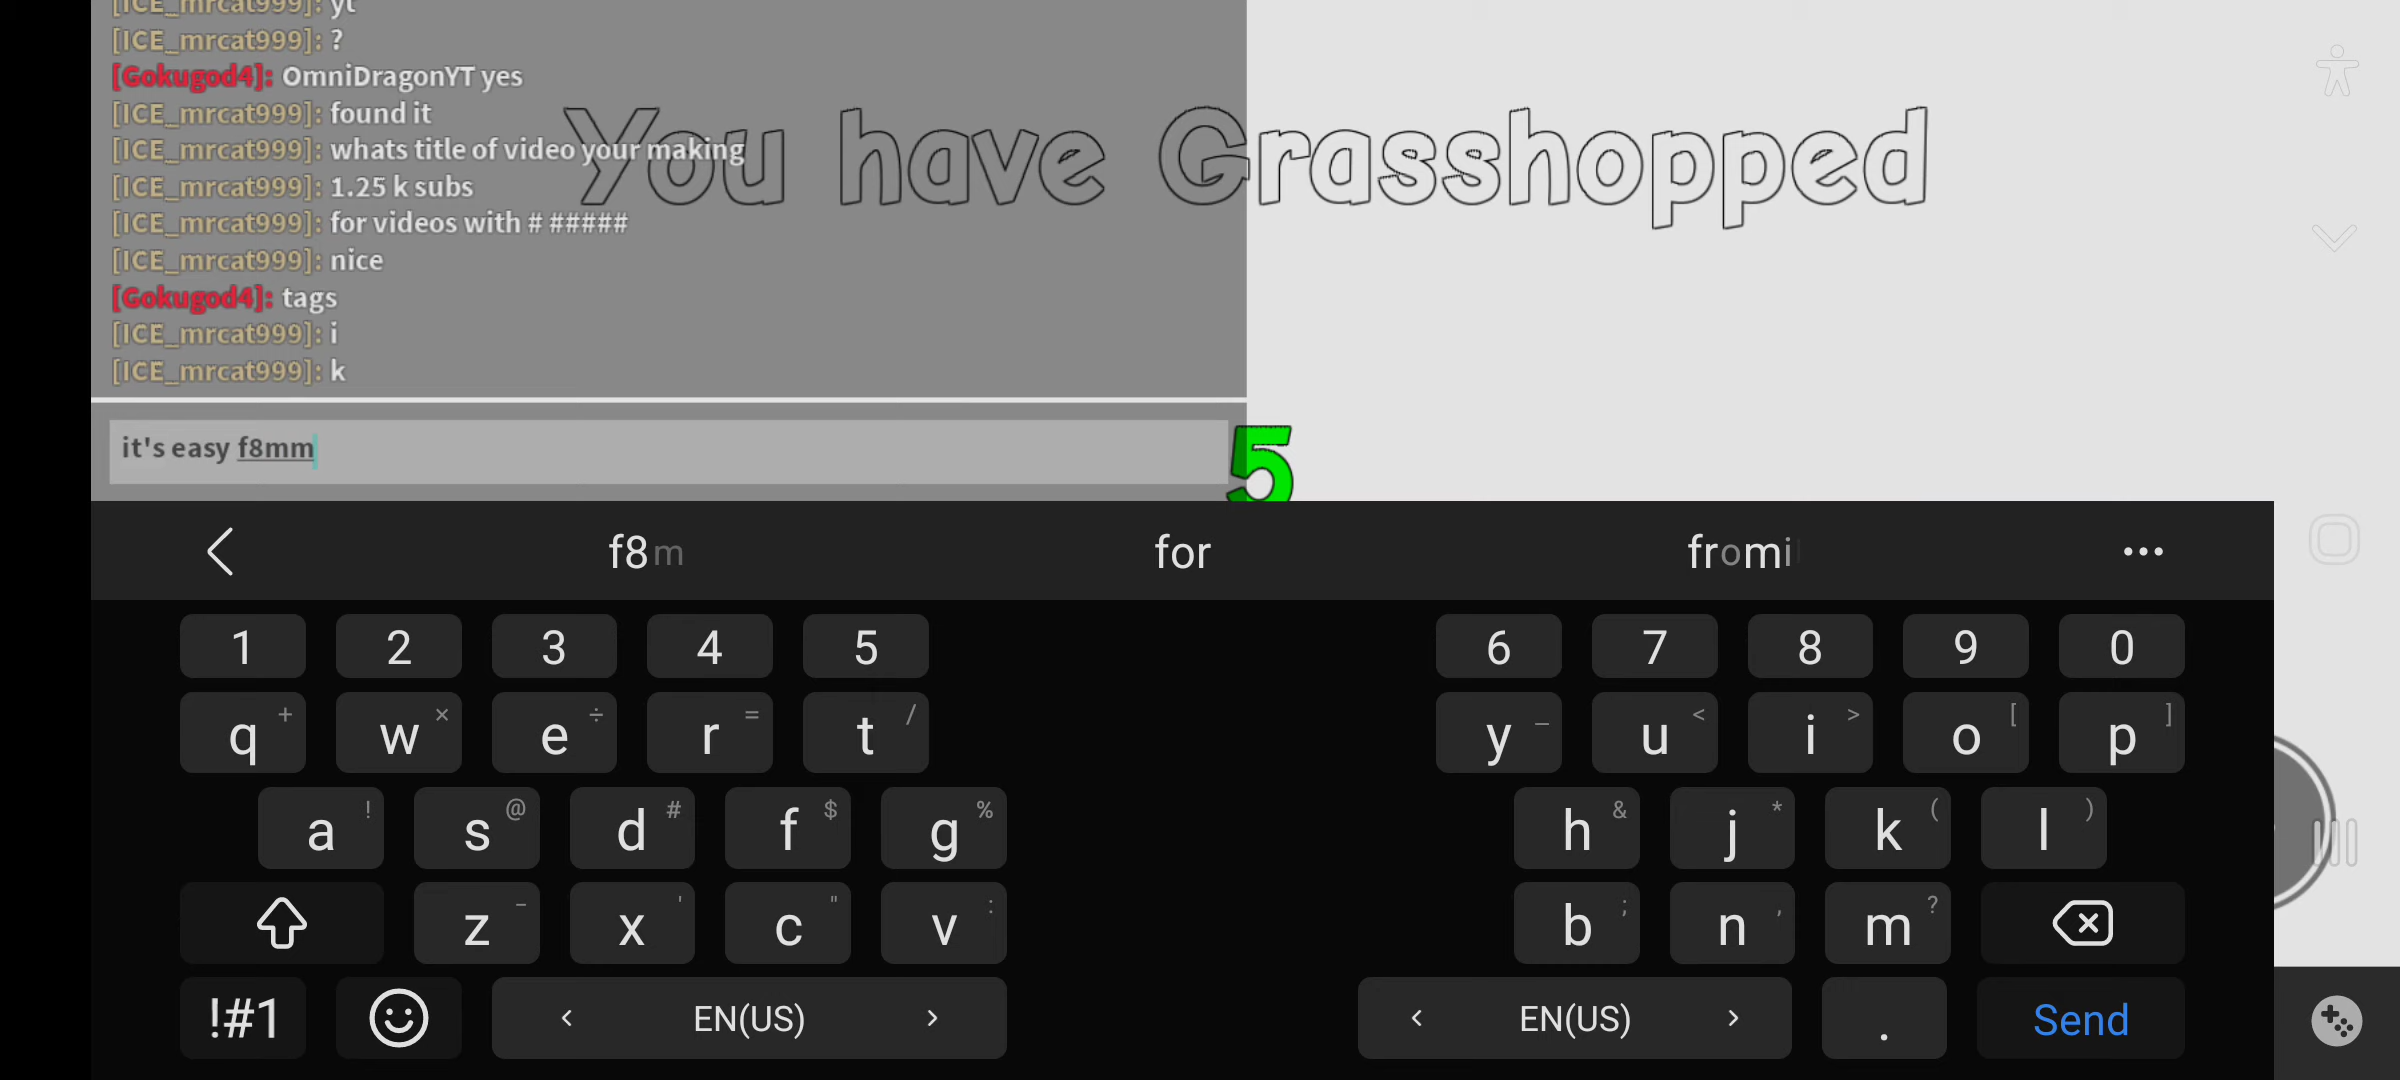 [ICE_mrcat999]: yt
[ICE_mrcat999]: ?
[Gokugod4]: OmniDragonYT yes
[ICE_mrcat999]: found it
[ICE_mrcat999]: whats title of video your making
[ICE_mrcat999]: 1.25 k subs
[ICE_mrcat999]: for videos with # #####
[ICE_mrcat999]: nice
[Gokugod4]: tags
[ICE_mrcat999]: i
[ICE_mrcat999]: k
You have Grasshopped
it's easy f8mm
5
f8m for fromi ...
1 2 3 4 5 6 7 8 9 0
q + w × e ÷ r = t / y _ u < i > o [ p ]
a ! s @ d # f $ g % h & j * k ( l )
z - x ' c " v : b ; n , m ?
!#1 < EN(US) > < EN(US) > . Send